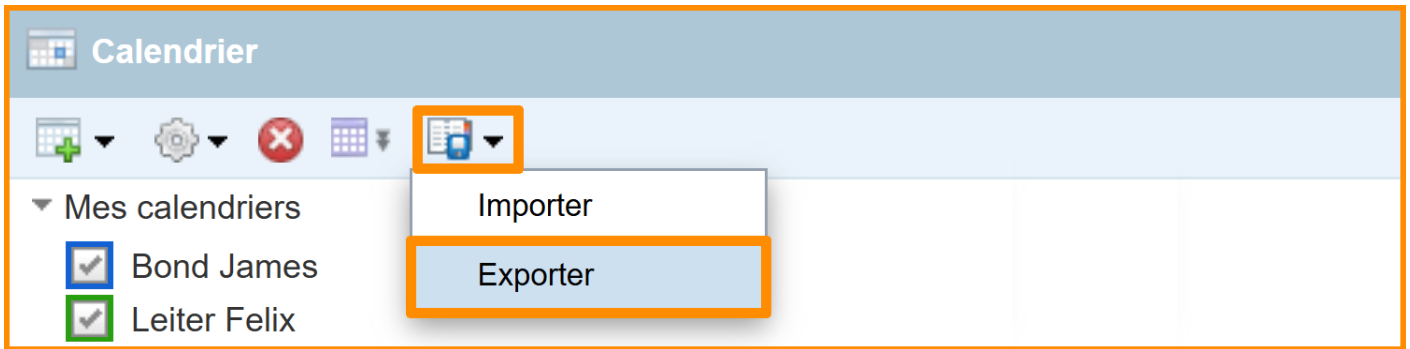 Calendrier
Mes calendriers
Importer
Bond James
Exporter
Leiter Felix